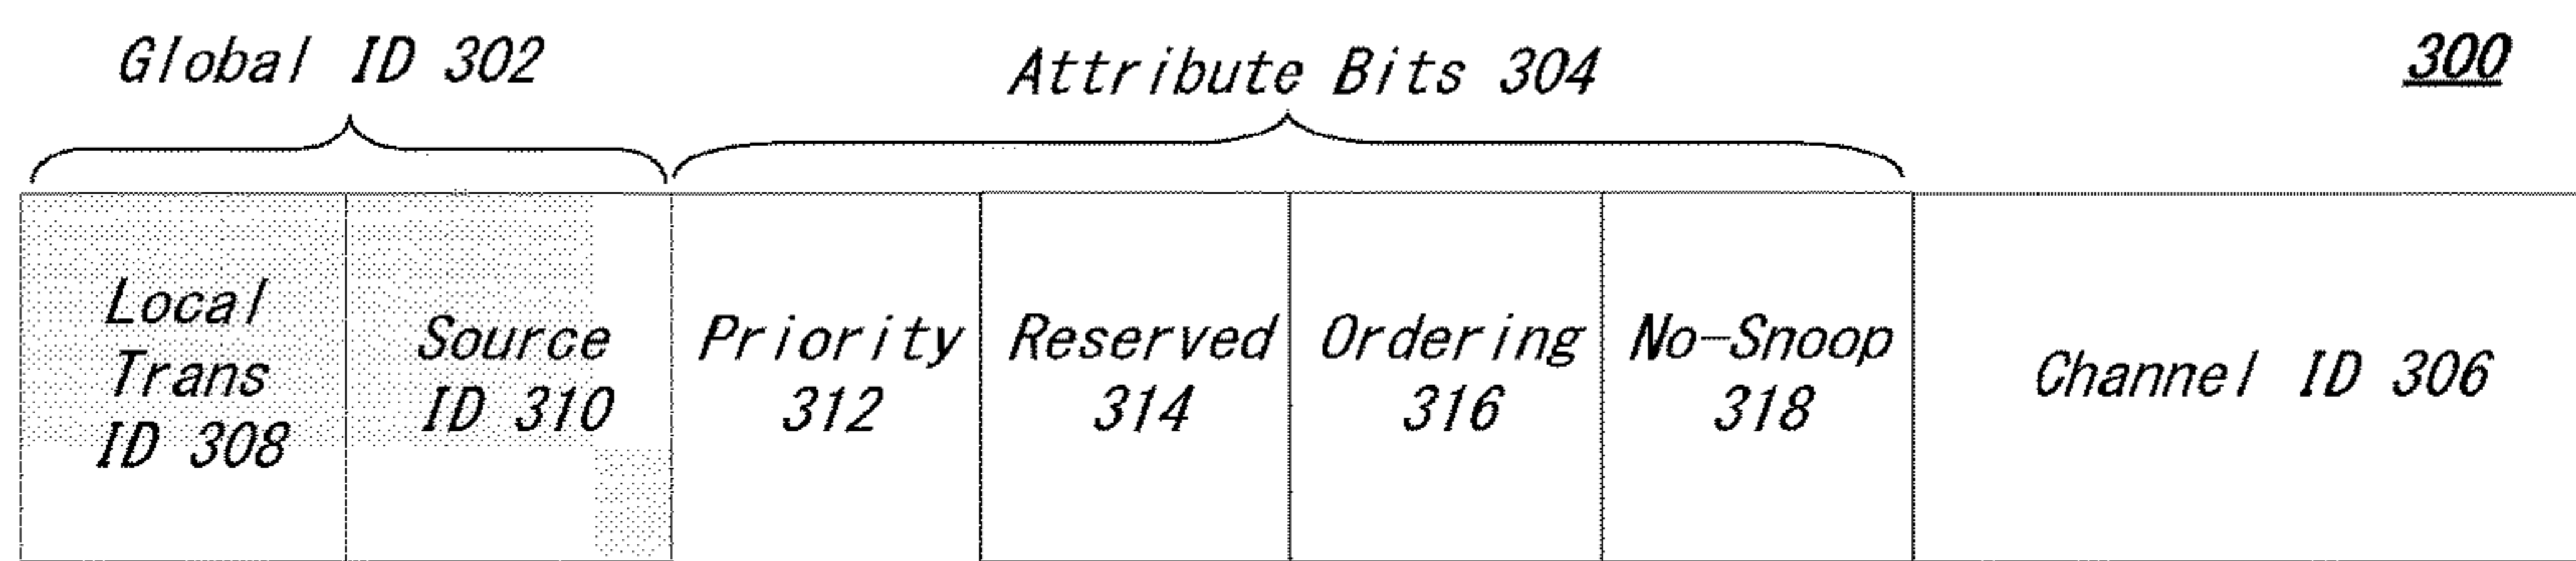 Global ID 302
Attribute Bits 304
300
Local
Trans
ID 308
Source
ID 310
Priority
312
Reserved
314
Ordering
316
No-Snoop
318
Channel ID 306